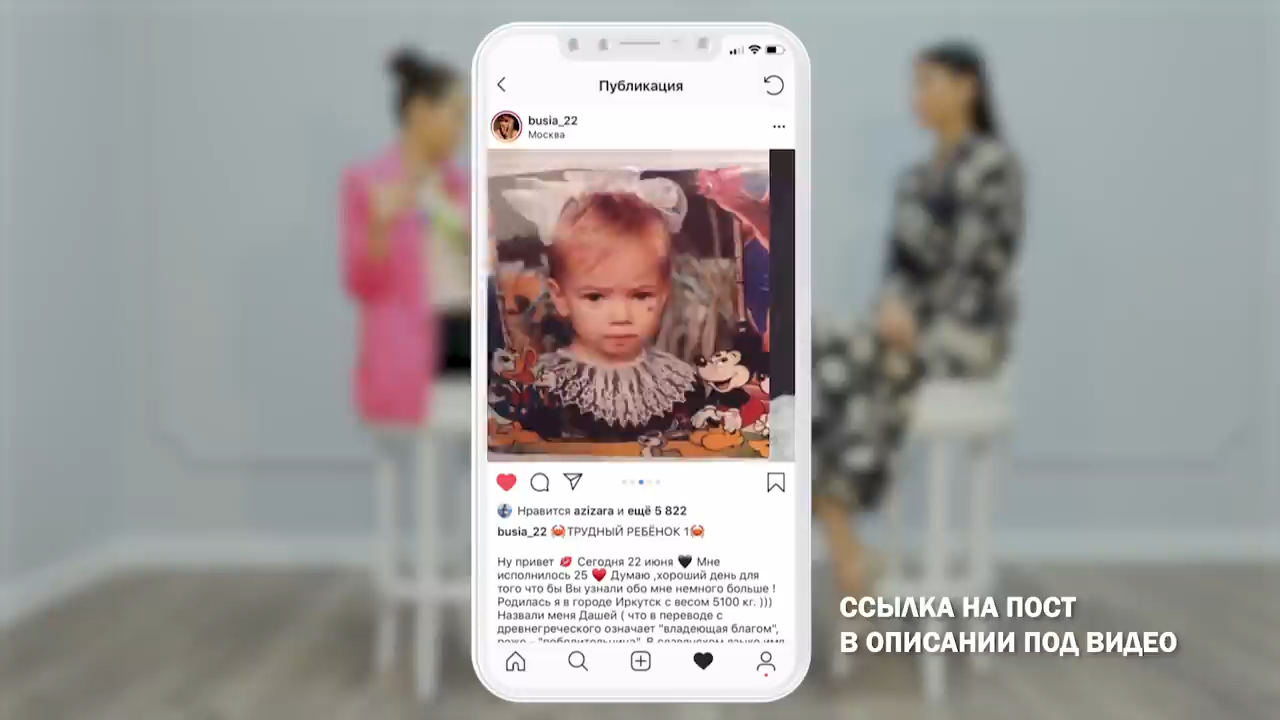 Публикация
busia_22
Москва
Нравится azizara и ещё 5 822
busia_22 🦀ТРУДНЫЙ РЕБЁНОК 1🦀
Ну привет 💋 Сегодня 22 июня 🖤 Мне
исполнилось 25 ❤️ Думаю ,хороший день для
того что бы Вы узнали обо мне немного больше !
Родилась я в городе Иркутск с весом 5100 кг. )))
Назвали меня Дашей ( что в переводе с
древнегреческого означает "владеющая благом",
ССЫЛКА НА ПОСТ
В ОПИСАНИИ ПОД ВИДЕО